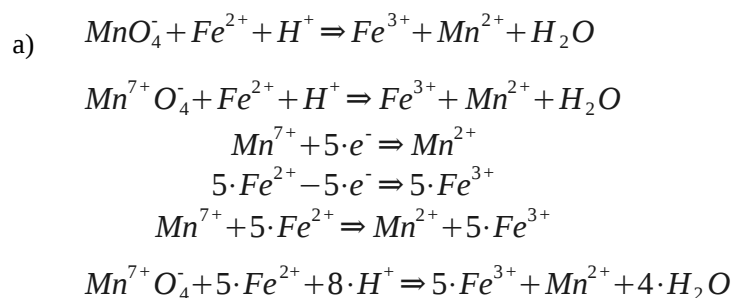 a) MnO₄⁻+Fe²⁺+H⁺⇒Fe³⁺+Mn²⁺+H₂O
Mn⁷⁺O₄⁻+Fe²⁺+H⁺⇒Fe³⁺+Mn²⁺+H₂O
Mn⁷⁺+5·e⁻⇒Mn²⁺
5·Fe²⁺−5·e⁻⇒5·Fe³⁺
Mn⁷⁺+5·Fe²⁺⇒Mn²⁺+5·Fe³⁺
Mn⁷⁺O₄⁻+5·Fe²⁺+8·H⁺⇒5·Fe³⁺+Mn²⁺+4·H₂O